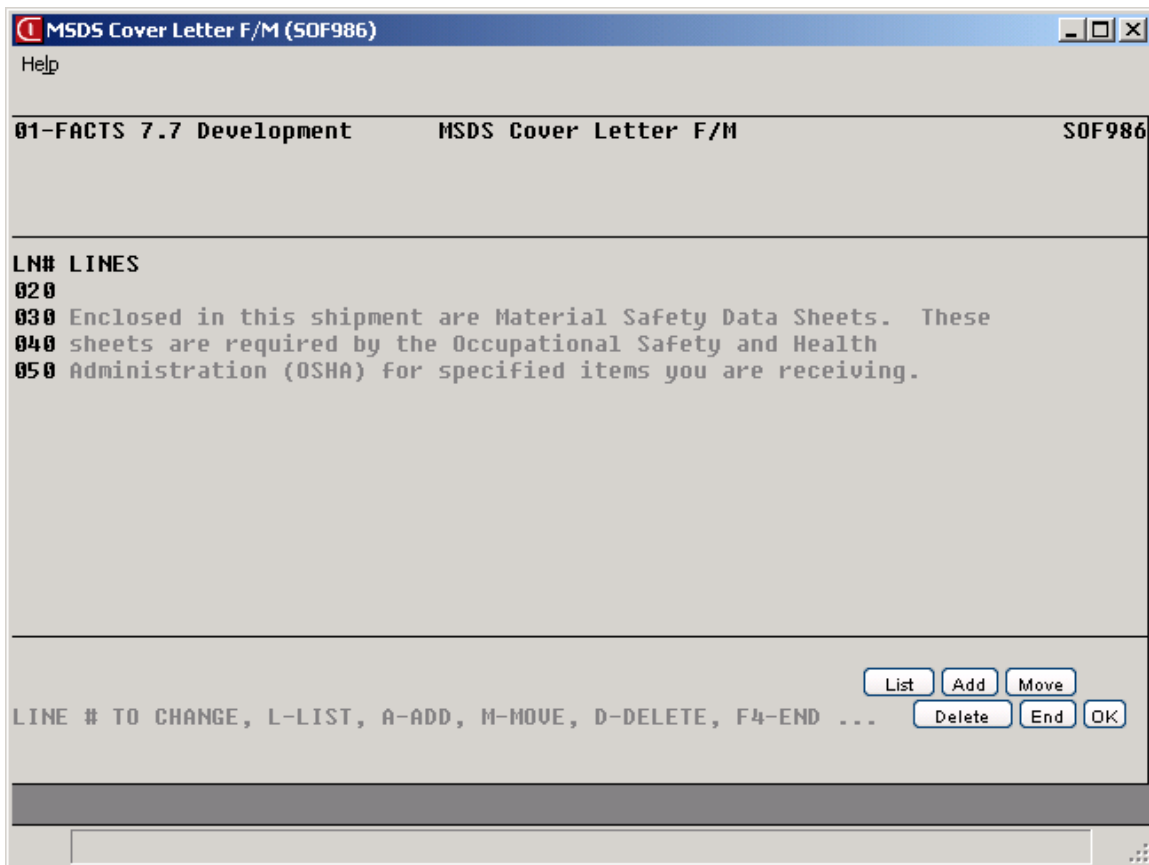 MSDS Cover Letter F/M (SOF986)
Help
01-FACTS 7.7 Development MSDS Cover Letter F/M SOF986
LN# LINES
020
030 Enclosed in this shipment are Material Safety Data Sheets.  These
040 sheets are required by the Occupational Safety and Health
050 Administration (OSHA) for specified items you are receiving.
List Add Move
LINE # TO CHANGE, L-LIST, A-ADD, M-MOVE, D-DELETE, F4-END ... Delete End OK